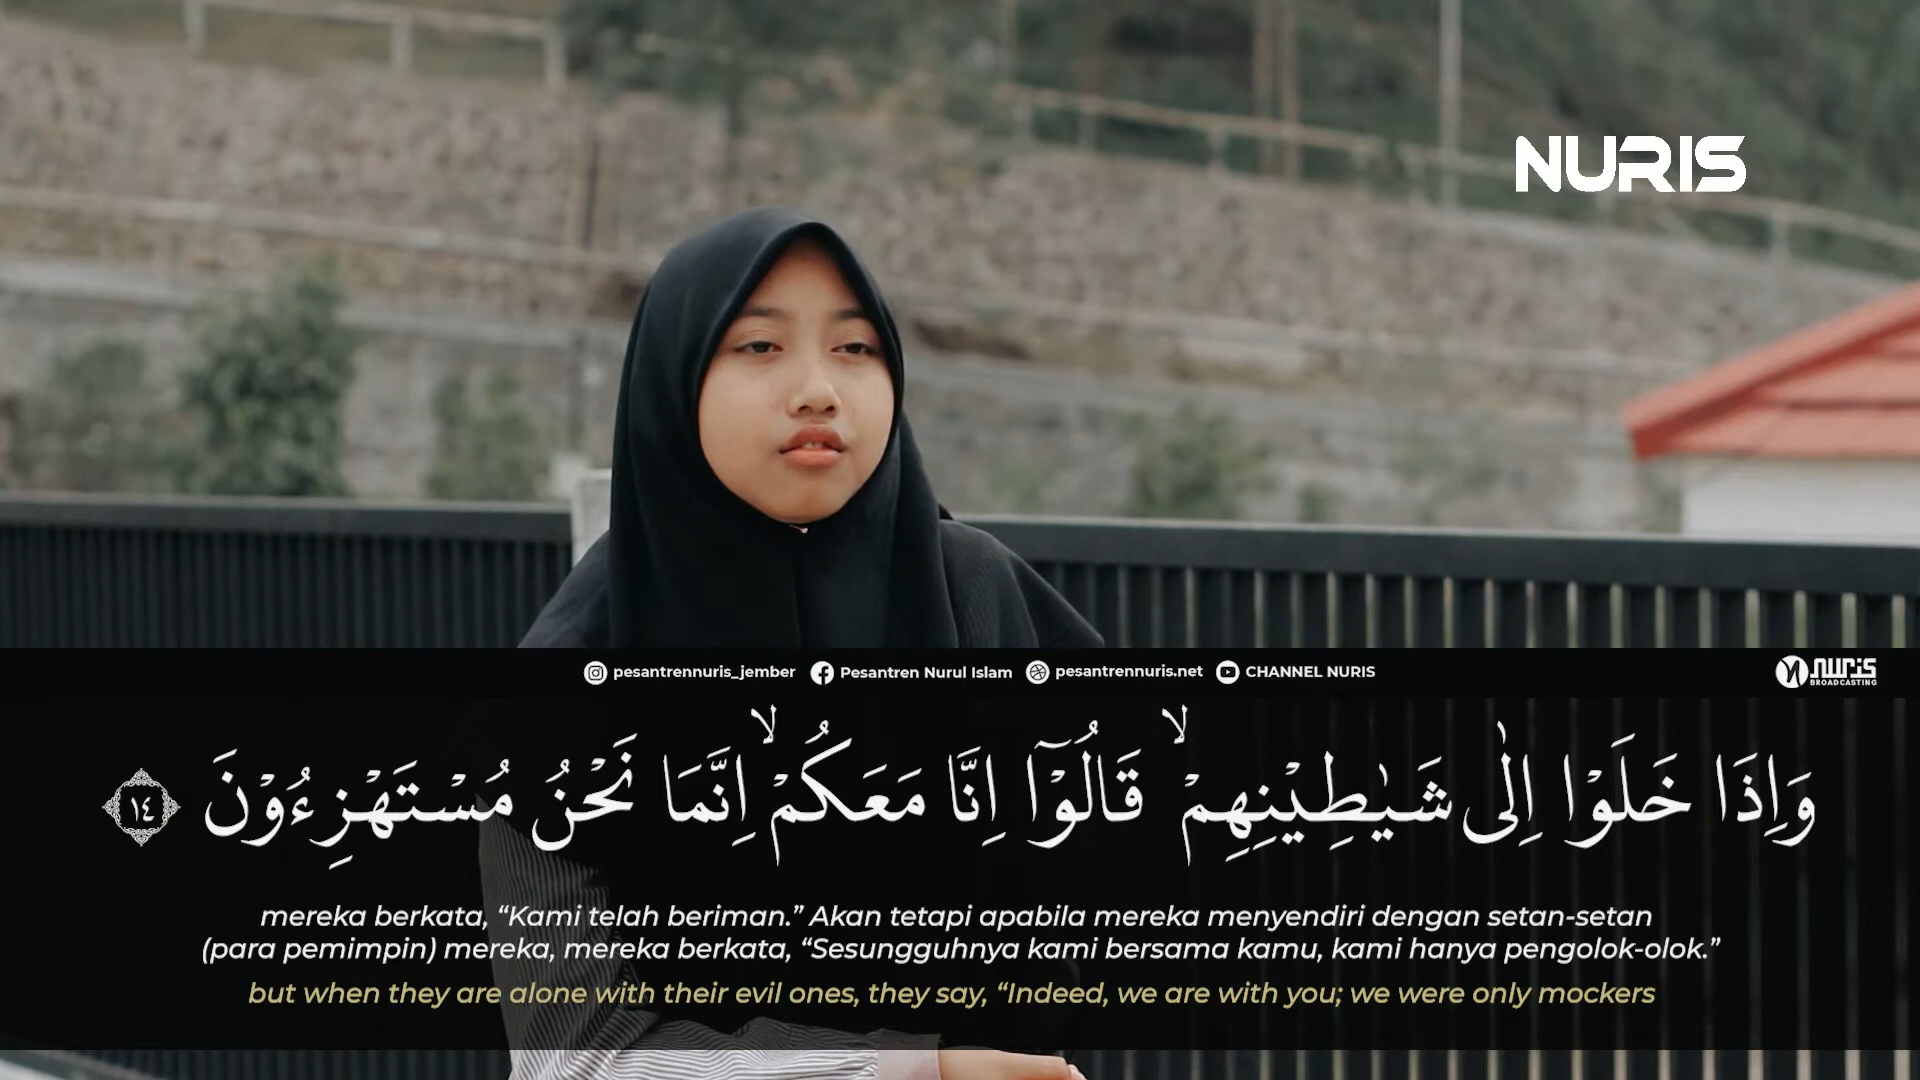 NURIS
pesantrennuris_jember Pesantren Nurul Islam pesantrennuris.net CHANNEL NURIS
NURIS BROADCASTING
وَاِذَا خَلَوْا اِلٰى شَيٰطِيْنِهِمْۙ قَالُوْٓا اِنَّا مَعَكُمْۙ اِنَّمَا نَحْنُ مُسْتَهْزِءُوْنَ ١٤
mereka berkata, “Kami telah beriman.” Akan tetapi apabila mereka menyendiri dengan setan-setan
(para pemimpin) mereka, mereka berkata, “Sesungguhnya kami bersama kamu, kami hanya pengolok-olok.”
but when they are alone with their evil ones, they say, “Indeed, we are with you; we were only mockers